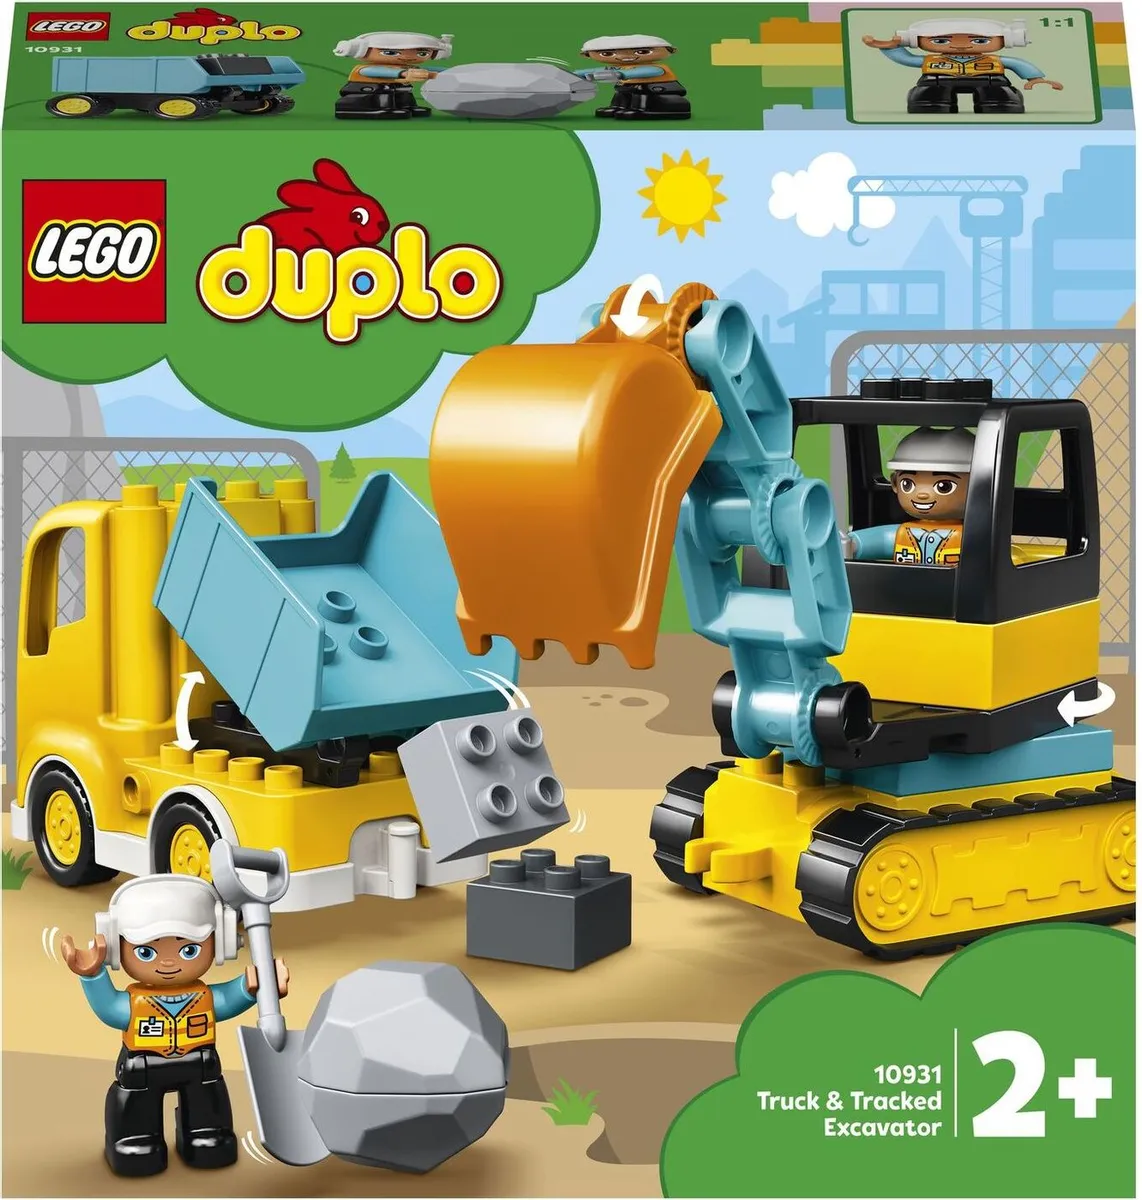 LEGO duplo
10931
1:1
LEGO
duplo
10931
Truck & Tracked
Excavator
2+